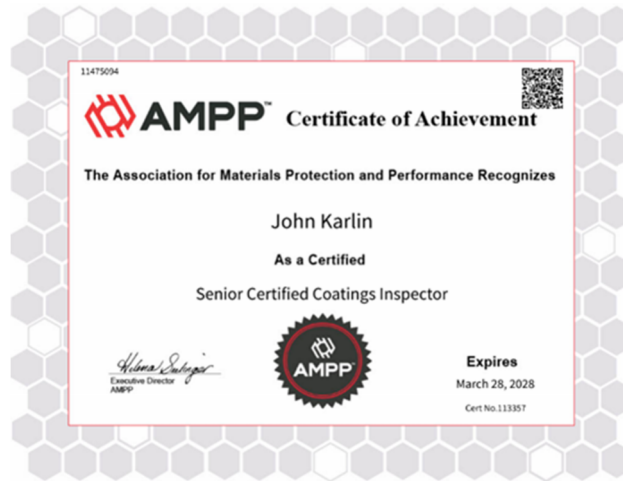 11475094
AMPP™ Certificate of Achievement
The Association for Materials Protection and Performance Recognizes
John Karlin
As a Certified
Senior Certified Coatings Inspector
AMPP
Executive Director
AMPP
Expires
March 28, 2028
Cert No.113357